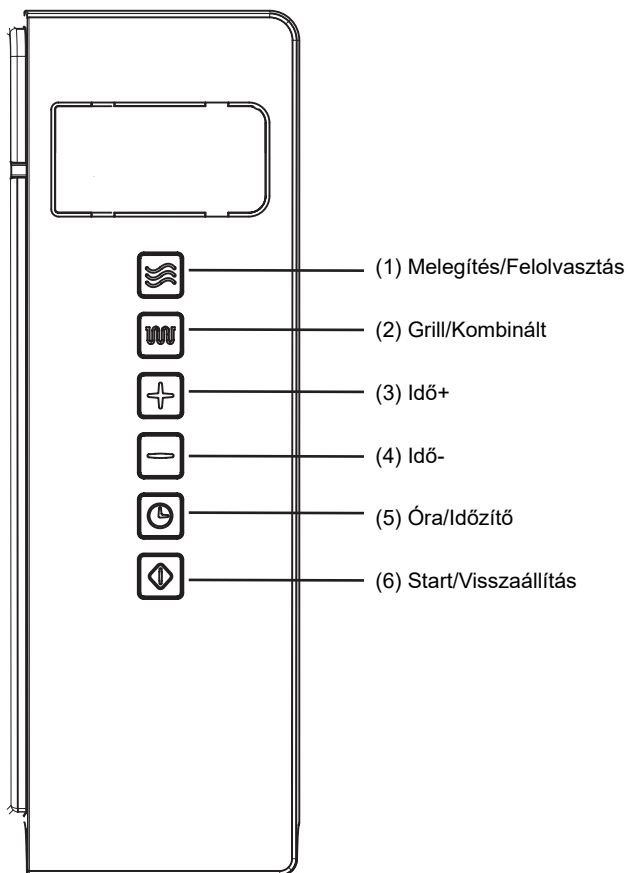 (1) Melegítés/Felolvasztás
(2) Grill/Kombinált
(3) Idő+
(4) Idő-
(5) Óra/Időzítő
(6) Start/Visszaállítás